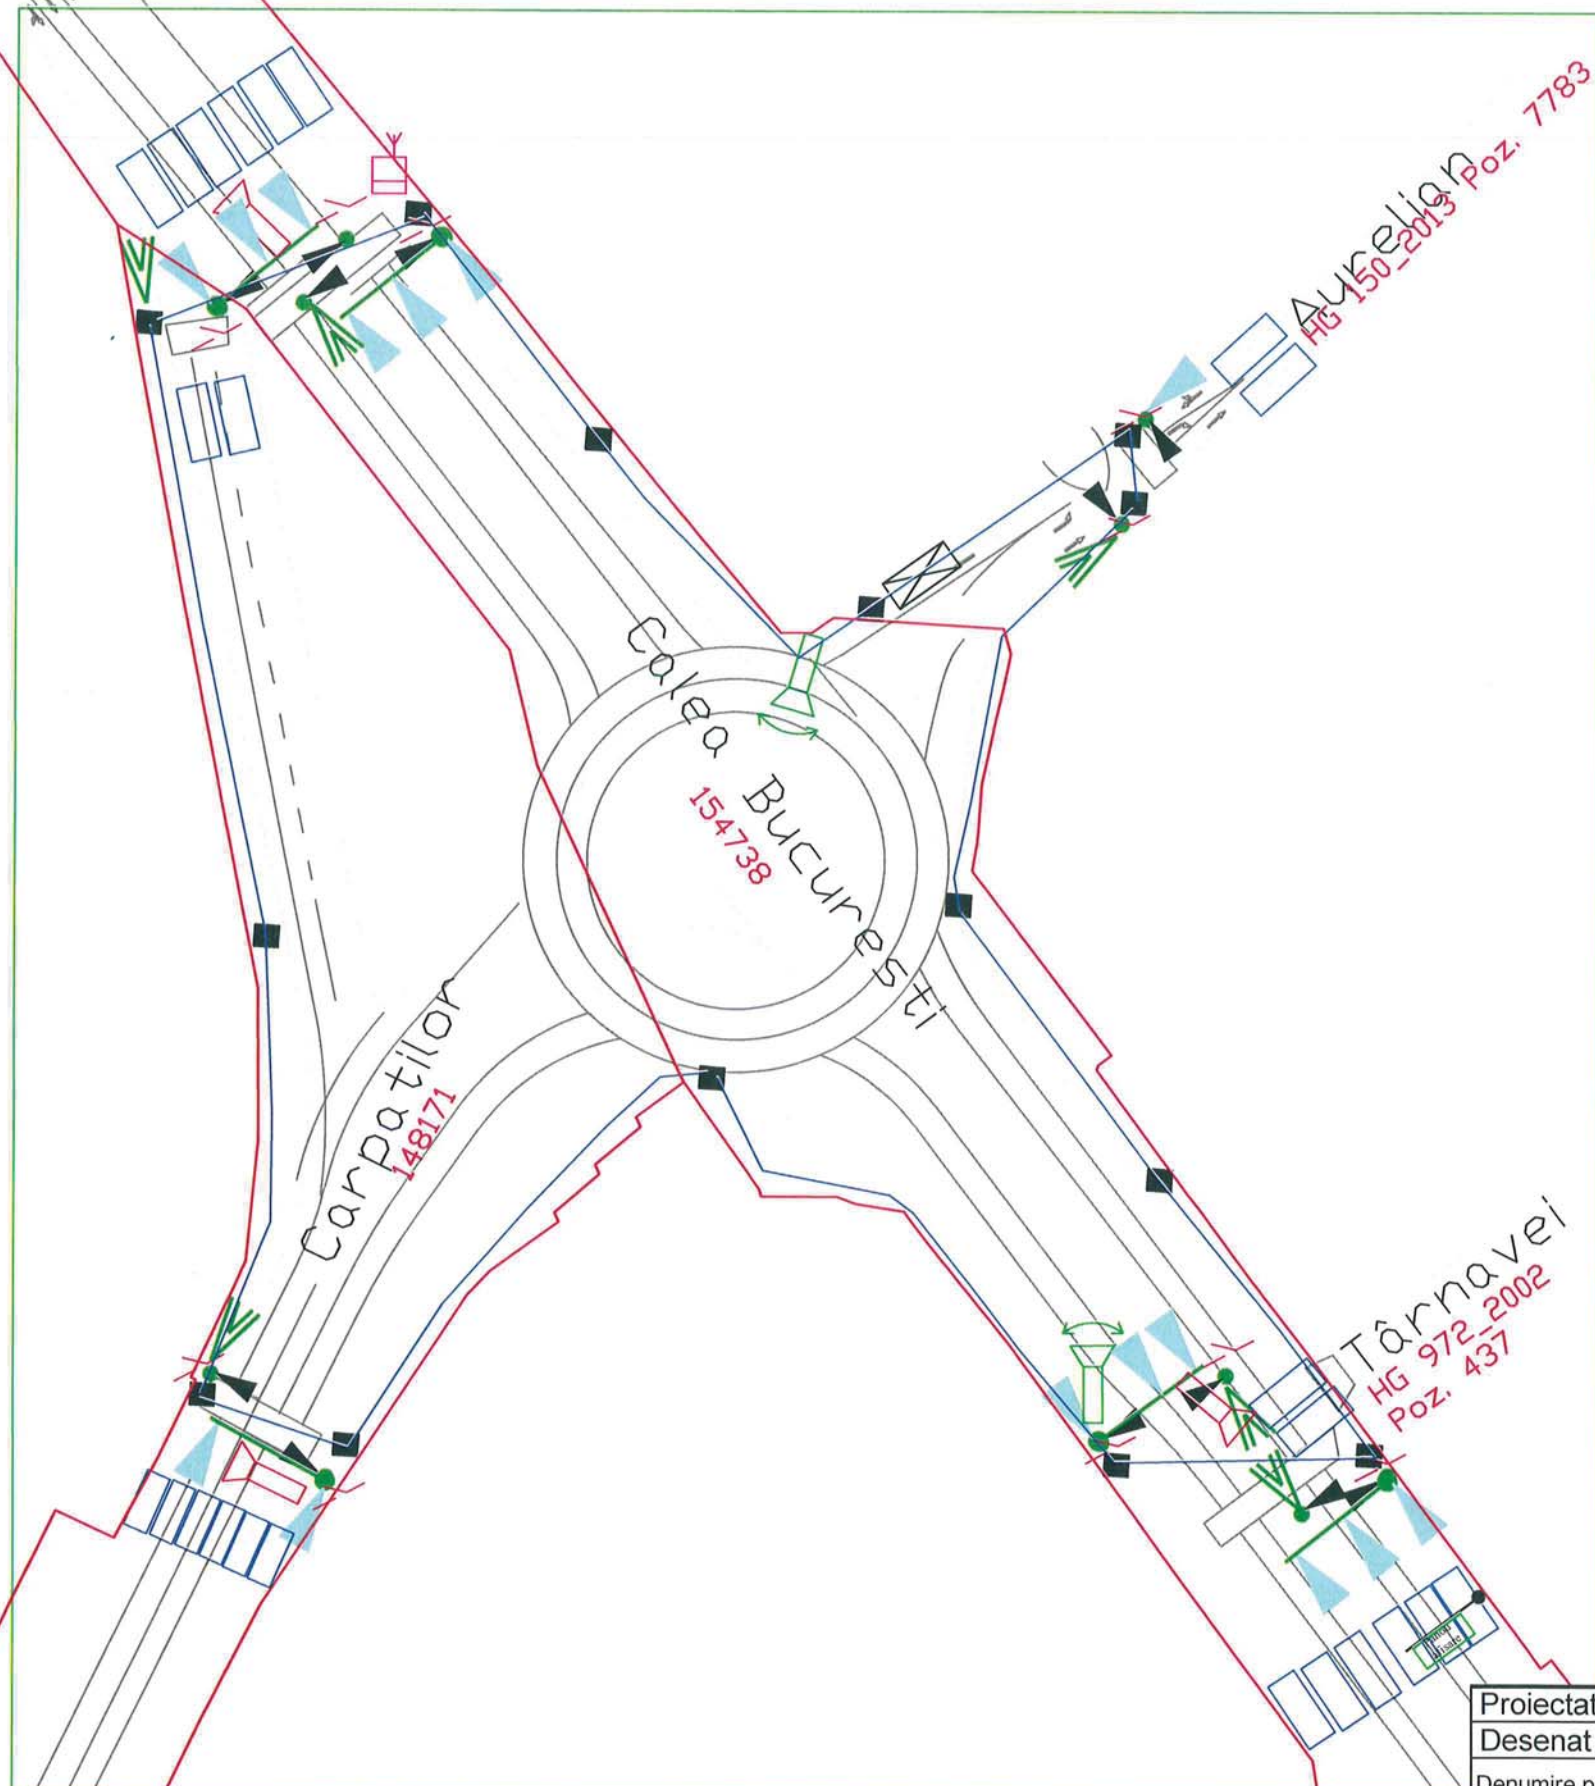 Aurelian
HG 150_2013 Poz. 7783
Calea Bucuresti
154738
Carpatilor
148171
Târnavei
HG 972_2002
Poz. 437
Proiectat
Desenat